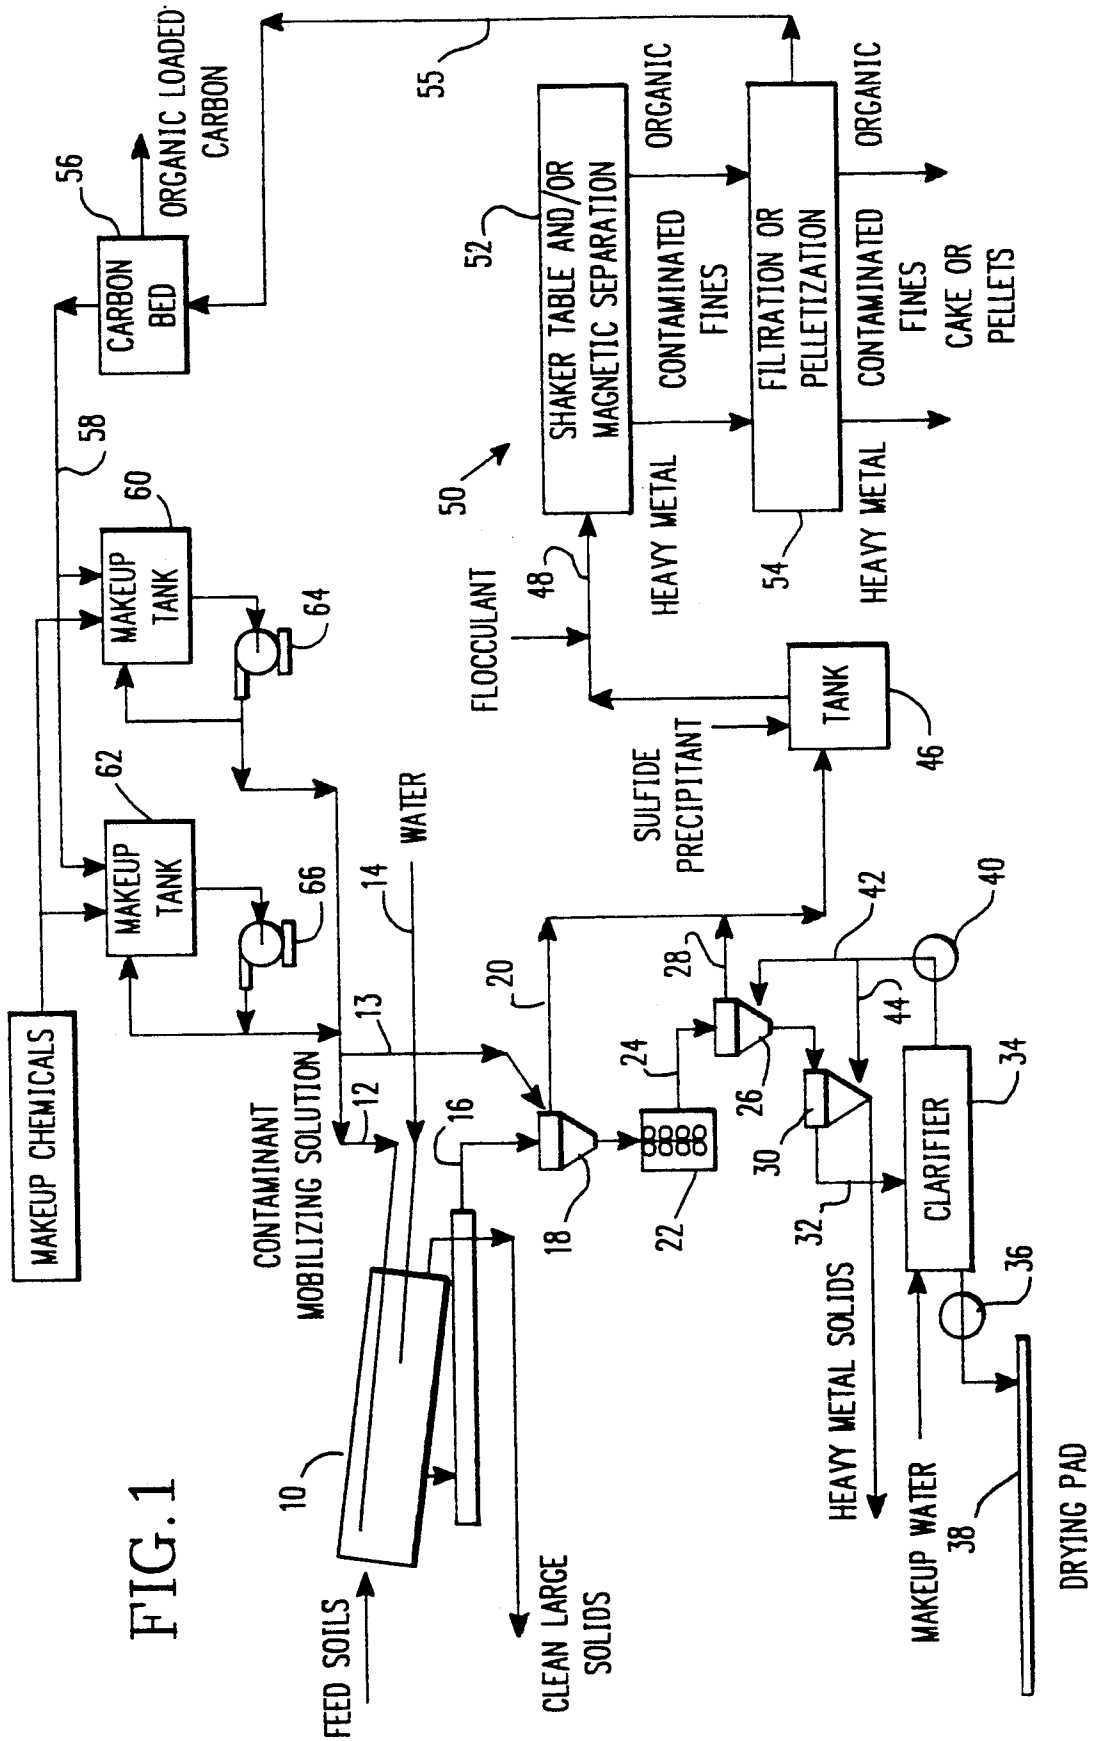 FIG. 1
MAKEUP CHEMICALS
MAKEUP
TANK
62
MAKEUP
TANK
60
58
CARBON
BED
56
ORGANIC LOADED
CARBON
55
66
64
FEED SOILS
10
CONTAMINANT
MOBILIZING SOLUTION
12
13
14
WATER
16
CLEAN LARGE
SOLIDS
18
20
22
24
26
28
30
32
HEAVY METAL SOLIDS
MAKEUP WATER
CLARIFIER
34
36
38
DRYING PAD
40
42
44
SULFIDE
PRECIPITANT
TANK
46
FLOCCULANT
48
50
SHAKER TABLE AND/OR
MAGNETIC SEPARATION
52
HEAVY METAL
CONTAMINATED
FINES
ORGANIC
FILTRATION OR
PELLETIZATION
54
HEAVY METAL
CONTAMINATED
FINES
CAKE OR
PELLETS
ORGANIC